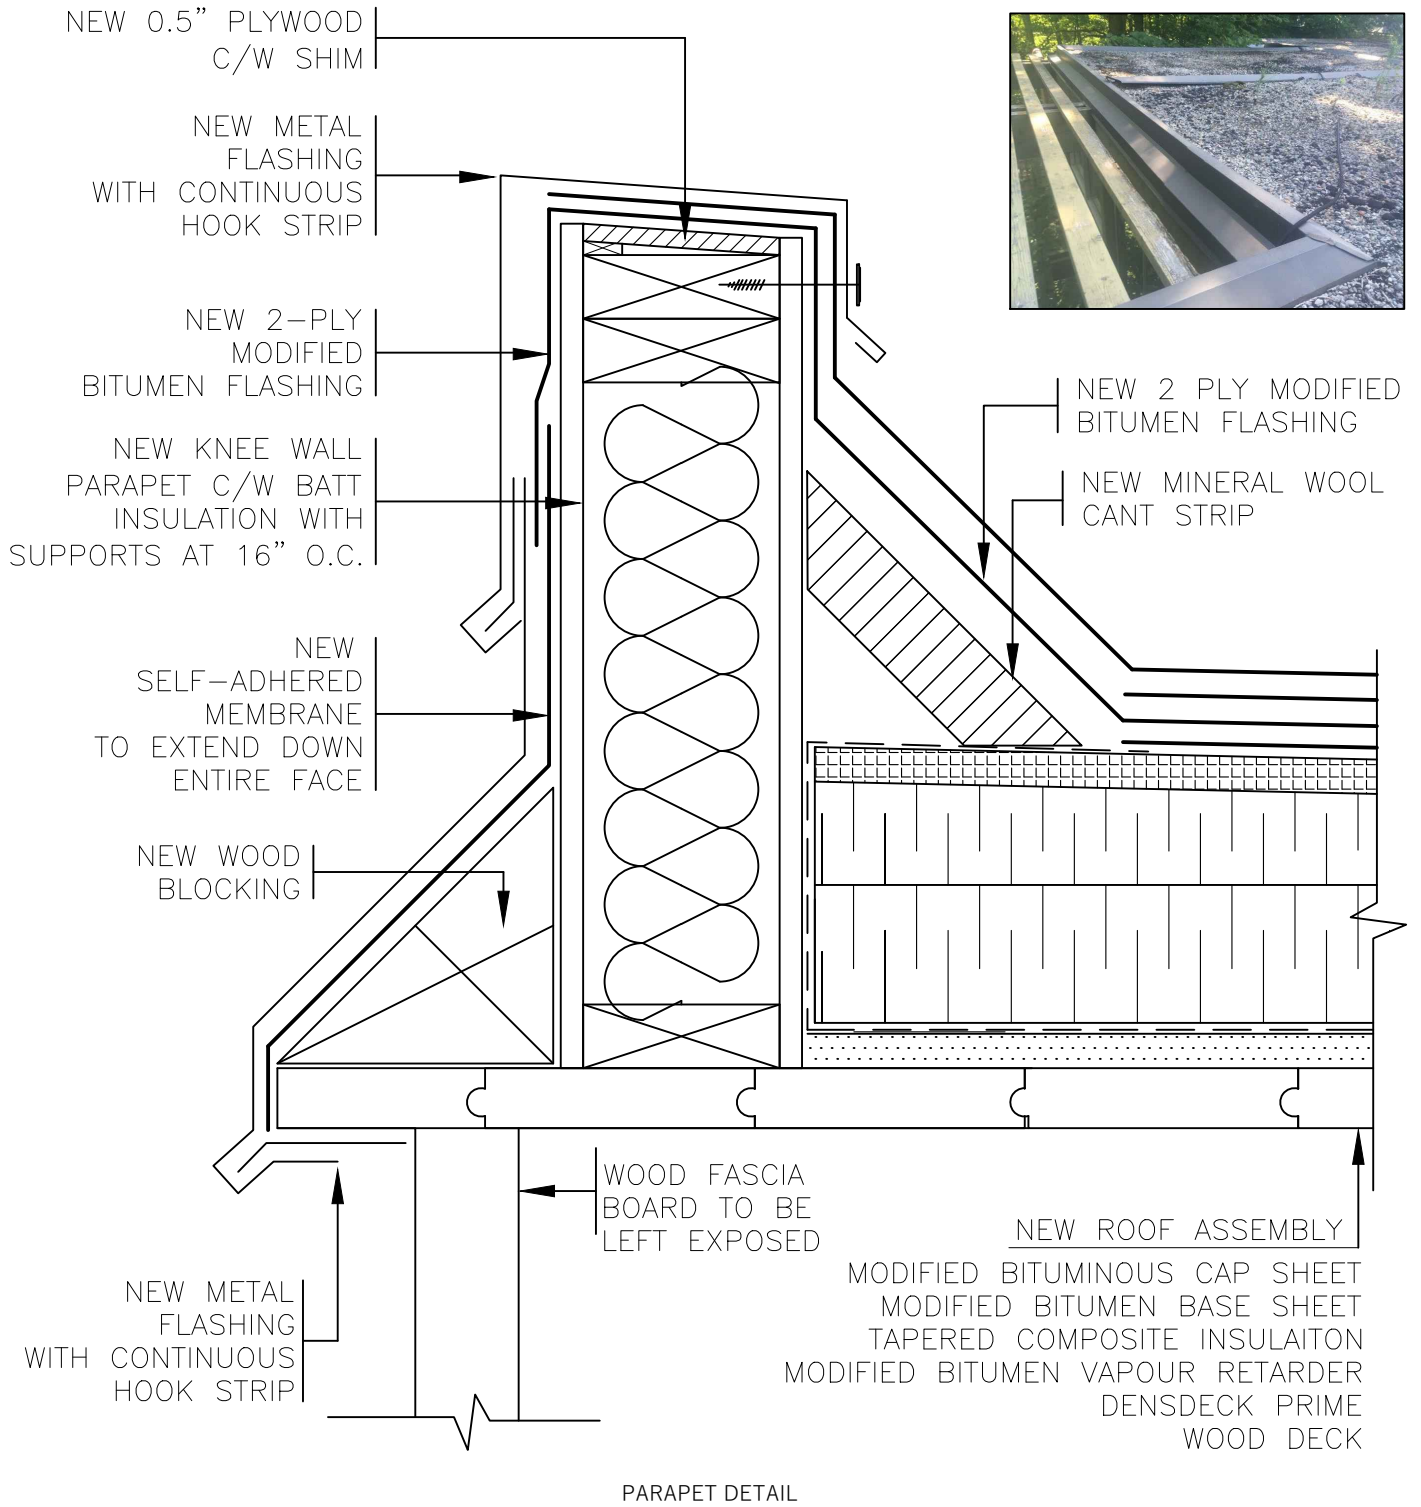 NEW 0.5” PLYWOOD
C/W SHIM
NEW METAL
FLASHING
WITH CONTINUOUS
HOOK STRIP
NEW 2-PLY
MODIFIED
BITUMEN FLASHING
NEW KNEE WALL
PARAPET C/W BATT
INSULATION WITH
SUPPORTS AT 16” O.C.
NEW
SELF-ADHERED
MEMBRANE
TO EXTEND DOWN
ENTIRE FACE
NEW WOOD
BLOCKING
NEW METAL
FLASHING
WITH CONTINUOUS
HOOK STRIP
NEW 2 PLY MODIFIED
BITUMEN FLASHING
NEW MINERAL WOOL
CANT STRIP
WOOD FASCIA
BOARD TO BE
LEFT EXPOSED
NEW ROOF ASSEMBLY
MODIFIED BITUMINOUS CAP SHEET
MODIFIED BITUMEN BASE SHEET
TAPERED COMPOSITE INSULAITON
MODIFIED BITUMEN VAPOUR RETARDER
DENSDECK PRIME
WOOD DECK
PARAPET DETAIL